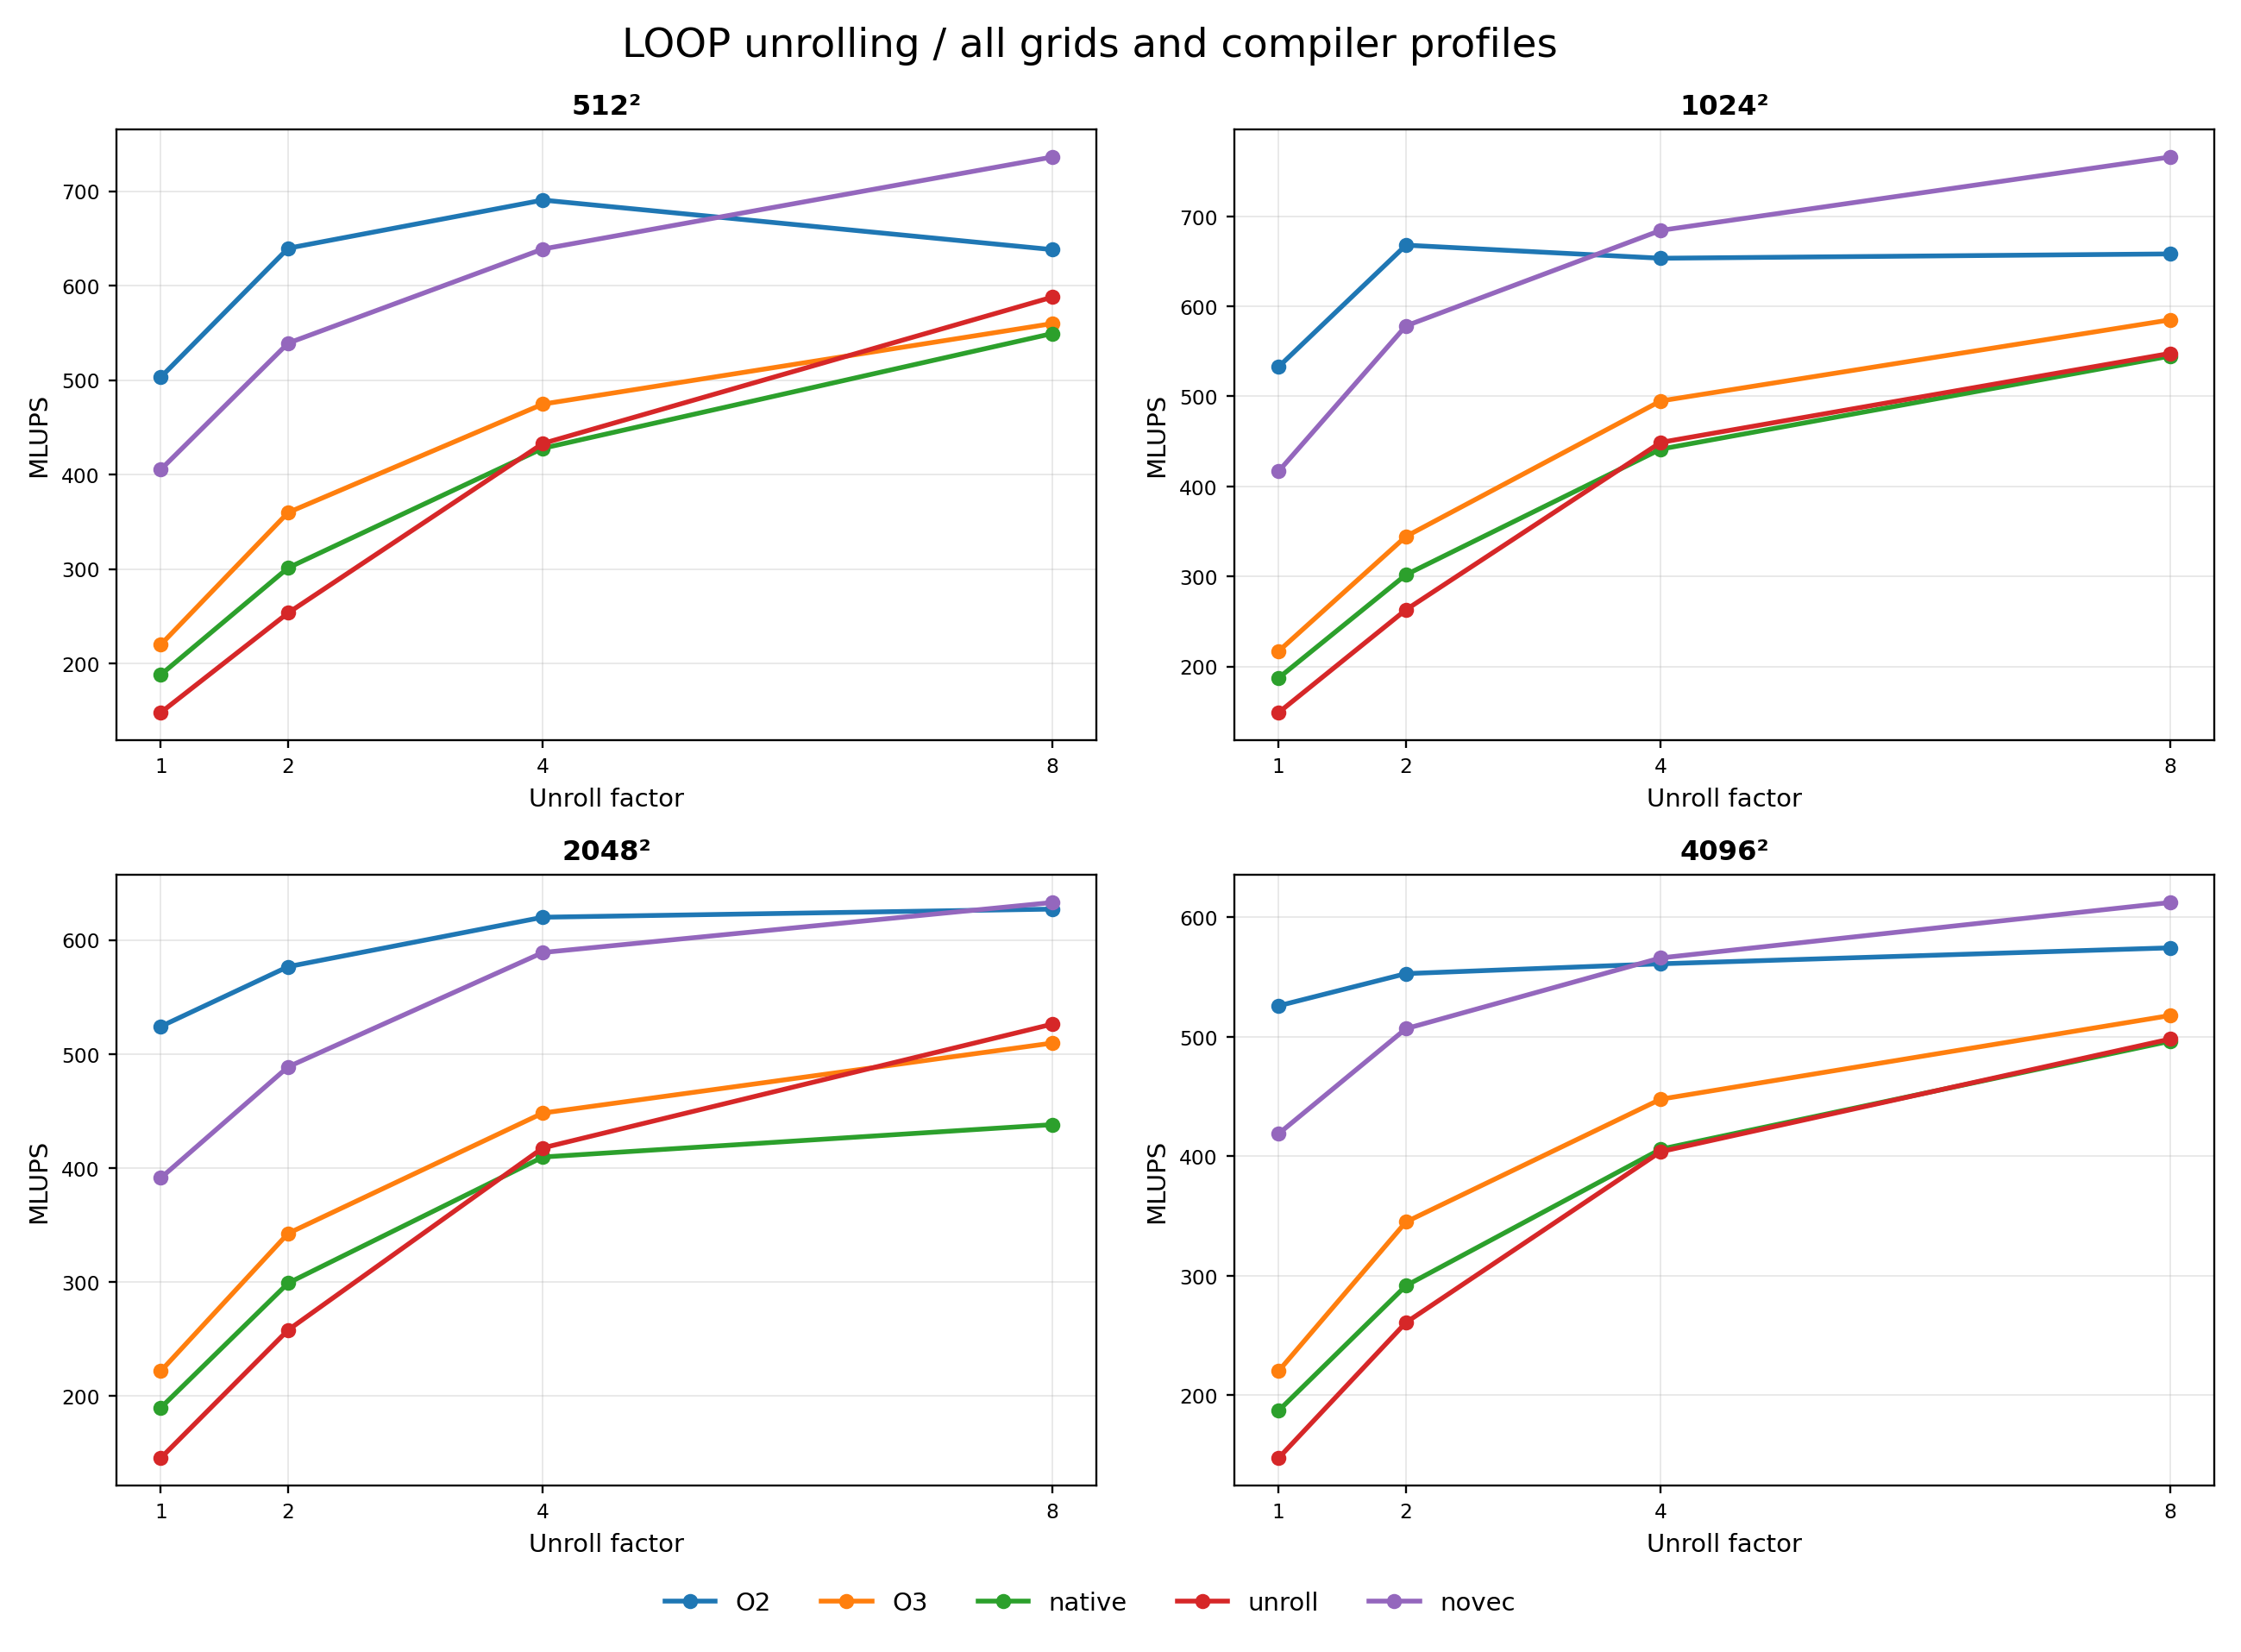 LOOP unrolling / all grids and compiler profiles
512²
MLUPS
700
600
500
400
300
200
1 2 4 8
Unroll factor
1024²
MLUPS
700
600
500
400
300
200
1 2 4 8
Unroll factor
2048²
MLUPS
600
500
400
300
200
1 2 4 8
Unroll factor
4096²
MLUPS
600
500
400
300
200
1 2 4 8
Unroll factor
O2 O3 native unroll novec